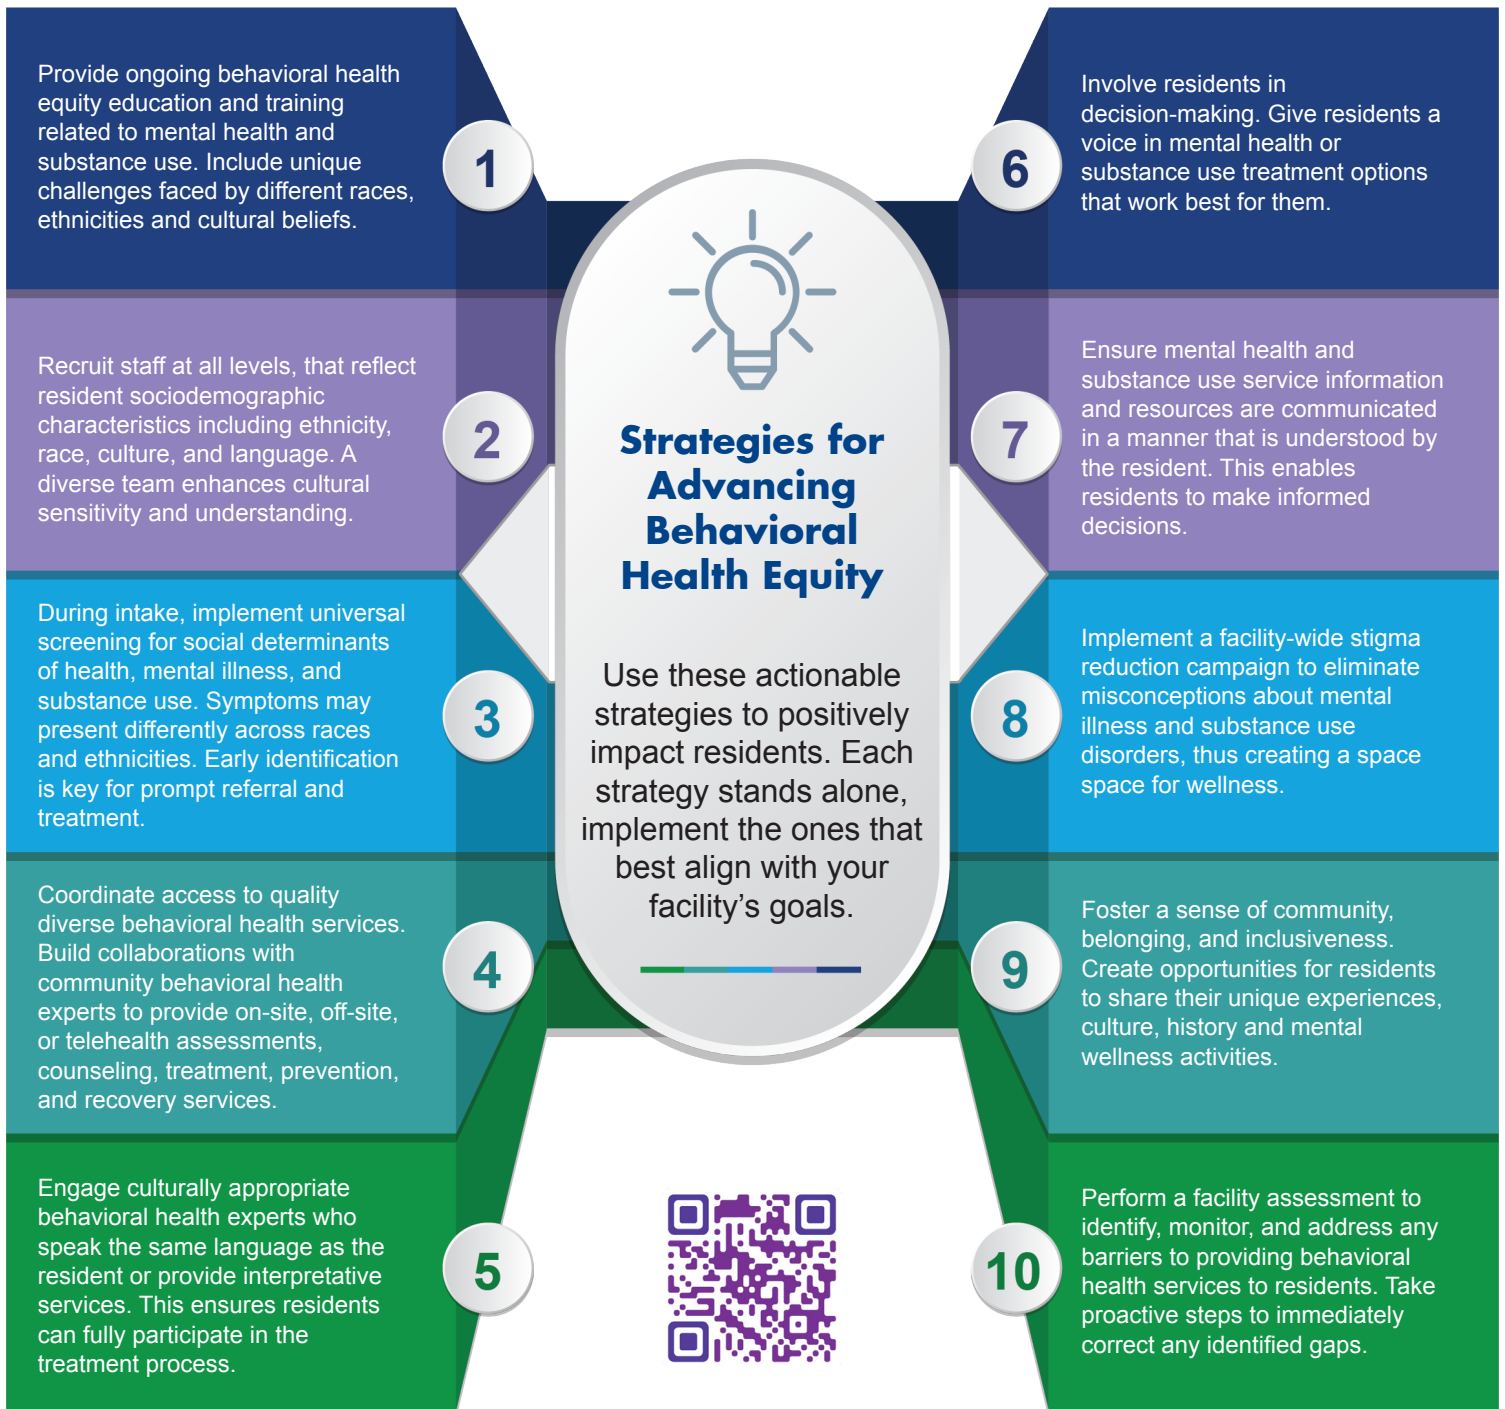 Provide ongoing behavioral health
equity education and training
related to mental health and
substance use. Include unique
challenges faced by different races,
ethnicities and cultural beliefs.
1
Recruit staff at all levels, that reflect
resident sociodemographic
characteristics including ethnicity,
race, culture, and language. A
diverse team enhances cultural
sensitivity and understanding.
2
During intake, implement universal
screening for social determinants
of health, mental illness, and
substance use. Symptoms may
present differently across races
and ethnicities. Early identification
is key for prompt referral and
treatment.
3
Coordinate access to quality
diverse behavioral health services.
Build collaborations with
community behavioral health
experts to provide on-site, off-site,
or telehealth assessments,
counseling, treatment, prevention,
and recovery services.
4
Engage culturally appropriate
behavioral health experts who
speak the same language as the
resident or provide interpretative
services. This ensures residents
can fully participate in the
treatment process.
5
Strategies for
Advancing
Behavioral
Health Equity
Use these actionable
strategies to positively
impact residents. Each
strategy stands alone,
implement the ones that
best align with your
facility's goals.
6
Involve residents in
decision-making. Give residents a
voice in mental health or
substance use treatment options
that work best for them.
7
Ensure mental health and
substance use service information
and resources are communicated
in a manner that is understood by
the resident. This enables
residents to make informed
decisions.
8
Implement a facility-wide stigma
reduction campaign to eliminate
misconceptions about mental
illness and substance use
disorders, thus creating a space
space for wellness.
9
Foster a sense of community,
belonging, and inclusiveness.
Create opportunities for residents
to share their unique experiences,
culture, history and mental
wellness activities.
10
Perform a facility assessment to
identify, monitor, and address any
barriers to providing behavioral
health services to residents. Take
proactive steps to immediately
correct any identified gaps.